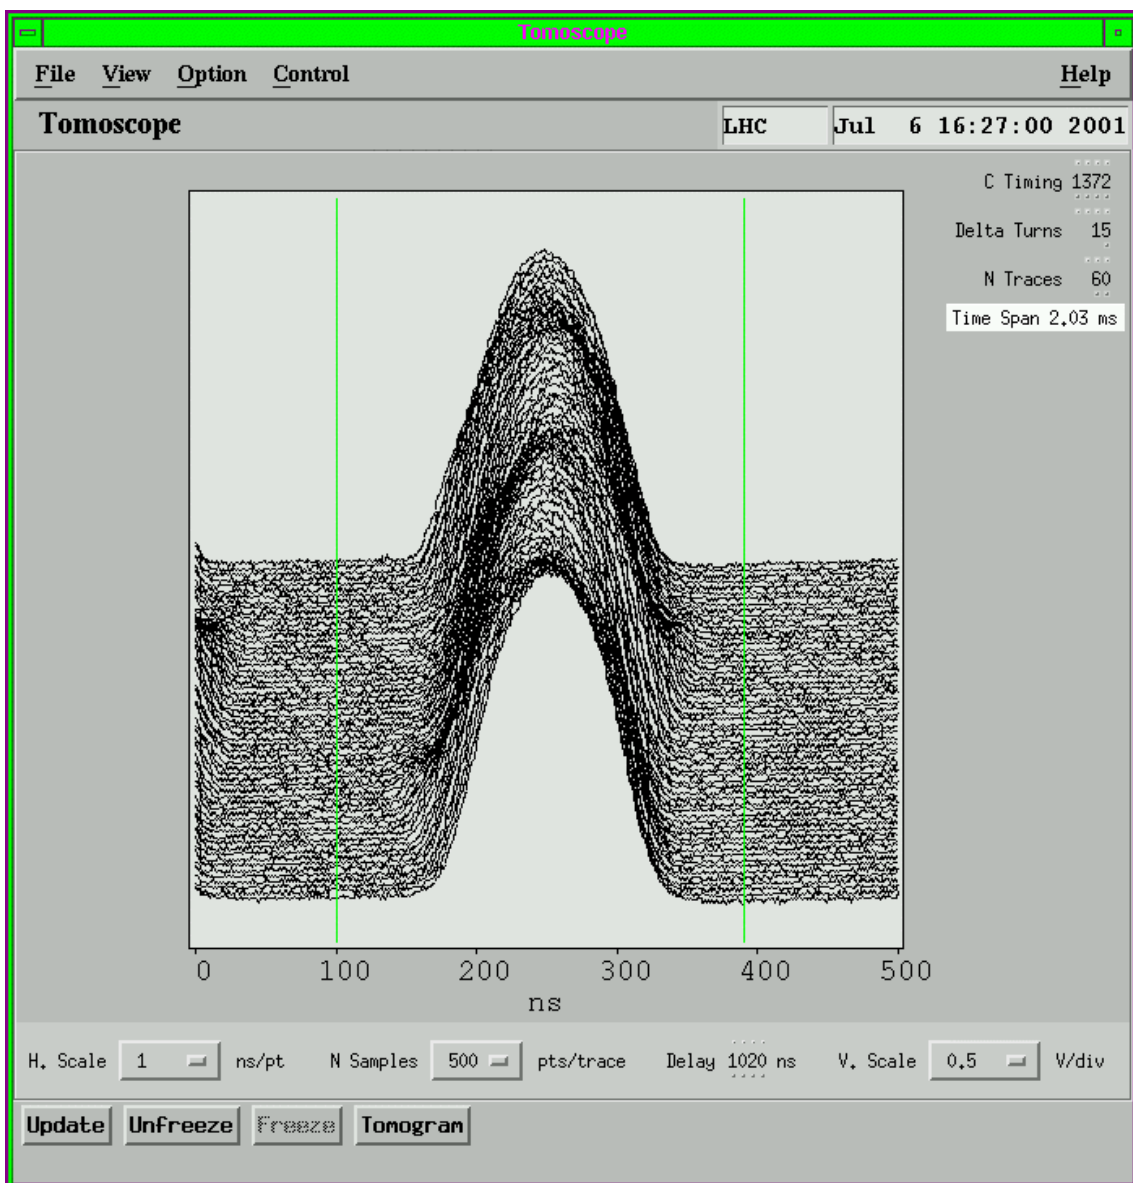 Tomoscope
File View Option Control Help
Tomoscope LHC Jul 6 16:27:00 2001
C Timing 1372
Delta Turns 15
N Traces 60
Time Span 2.03 ms
0 100 200 300 400 500
ns
H. Scale 1 ns/pt N Samples 500 pts/trace Delay 1020 ns V. Scale 0.5 V/div
Update Unfreeze Freeze Tomogram